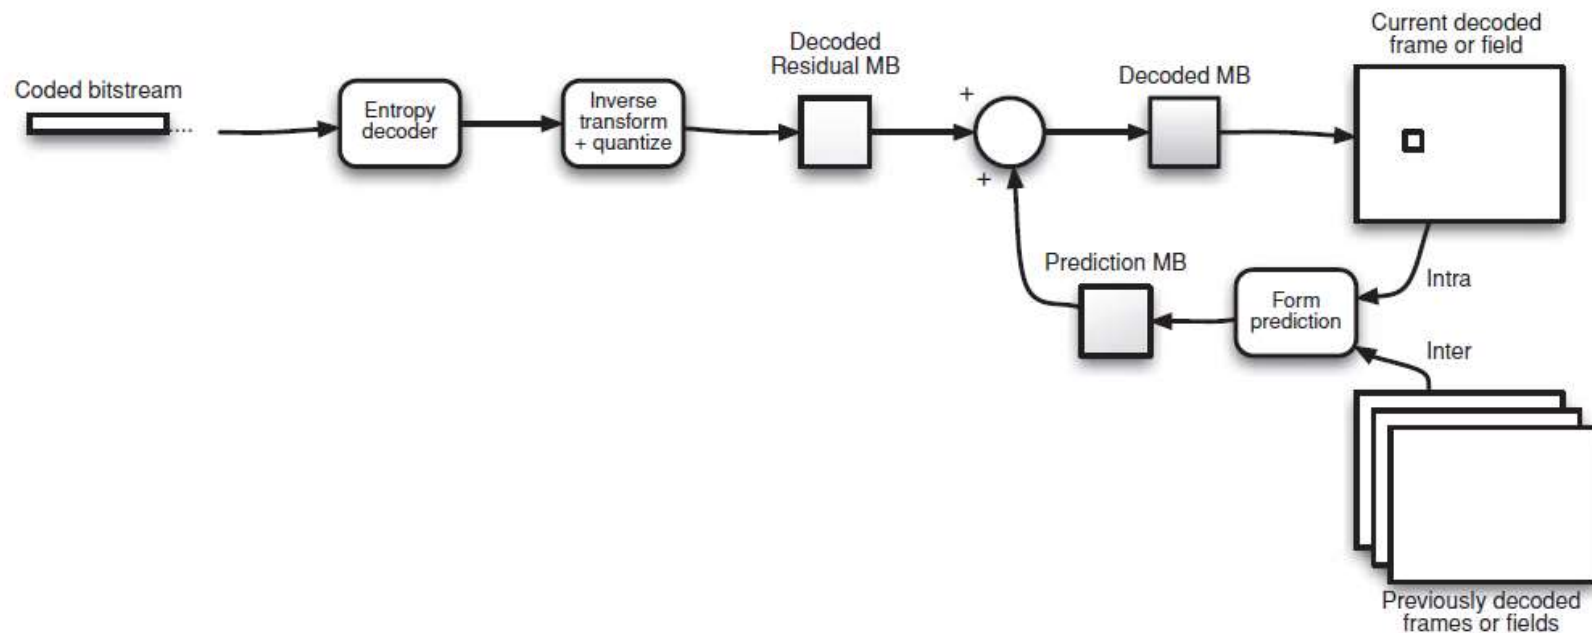 Coded bitstream
....
Entropy
decoder
Inverse
transform
+ quantize
Decoded
Residual MB
+
+
Decoded MB
Current decoded
frame or field
Prediction MB
Form
prediction
Intra
Inter
Previously decoded
frames or fields